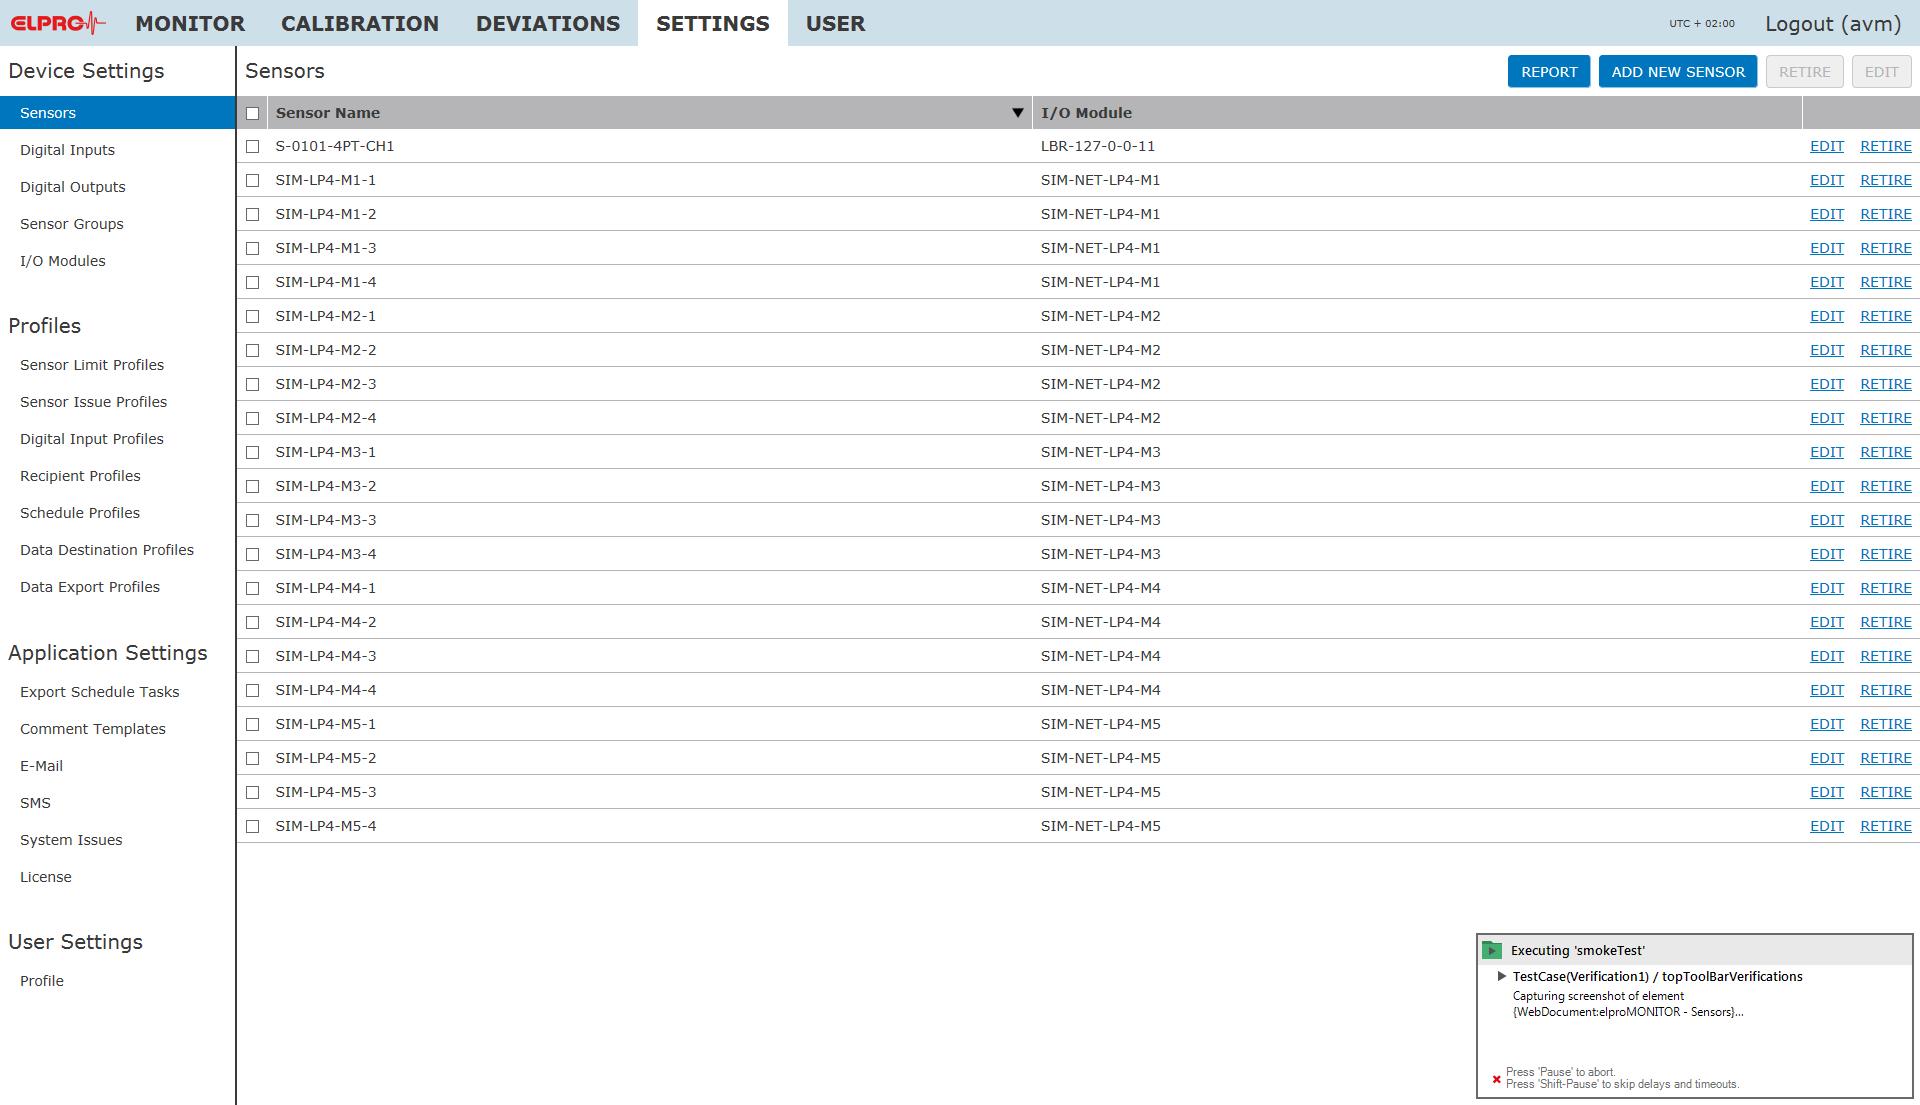 ELPRO MONITOR CALIBRATION DEVIATIONS SETTINGS USER UTC + 02:00 Logout (avm)
Device Settings
Sensors
Digital Inputs
Digital Outputs
Sensor Groups
I/O Modules
Profiles
Sensor Limit Profiles
Sensor Issue Profiles
Digital Input Profiles
Recipient Profiles
Schedule Profiles
Data Destination Profiles
Data Export Profiles
Application Settings
Export Schedule Tasks
Comment Templates
E-Mail
SMS
System Issues
License
User Settings
Profile
Sensors REPORT ADD NEW SENSOR RETIRE EDIT
Sensor Name ▼ I/O Module
S-0101-4PT-CH1 LBR-127-0-0-11 EDIT RETIRE
SIM-LP4-M1-1 SIM-NET-LP4-M1 EDIT RETIRE
SIM-LP4-M1-2 SIM-NET-LP4-M1 EDIT RETIRE
SIM-LP4-M1-3 SIM-NET-LP4-M1 EDIT RETIRE
SIM-LP4-M1-4 SIM-NET-LP4-M1 EDIT RETIRE
SIM-LP4-M2-1 SIM-NET-LP4-M2 EDIT RETIRE
SIM-LP4-M2-2 SIM-NET-LP4-M2 EDIT RETIRE
SIM-LP4-M2-3 SIM-NET-LP4-M2 EDIT RETIRE
SIM-LP4-M2-4 SIM-NET-LP4-M2 EDIT RETIRE
SIM-LP4-M3-1 SIM-NET-LP4-M3 EDIT RETIRE
SIM-LP4-M3-2 SIM-NET-LP4-M3 EDIT RETIRE
SIM-LP4-M3-3 SIM-NET-LP4-M3 EDIT RETIRE
SIM-LP4-M3-4 SIM-NET-LP4-M3 EDIT RETIRE
SIM-LP4-M4-1 SIM-NET-LP4-M4 EDIT RETIRE
SIM-LP4-M4-2 SIM-NET-LP4-M4 EDIT RETIRE
SIM-LP4-M4-3 SIM-NET-LP4-M4 EDIT RETIRE
SIM-LP4-M4-4 SIM-NET-LP4-M4 EDIT RETIRE
SIM-LP4-M5-1 SIM-NET-LP4-M5 EDIT RETIRE
SIM-LP4-M5-2 SIM-NET-LP4-M5 EDIT RETIRE
SIM-LP4-M5-3 SIM-NET-LP4-M5 EDIT RETIRE
SIM-LP4-M5-4 SIM-NET-LP4-M5 EDIT RETIRE
Executing 'smokeTest'
TestCase(Verification1) / topToolBarVerifications
Capturing screenshot of element
{WebDocument:elproMONITOR - Sensors}...
Press 'Pause' to abort.
Press 'Shift-Pause' to skip delays and timeouts.